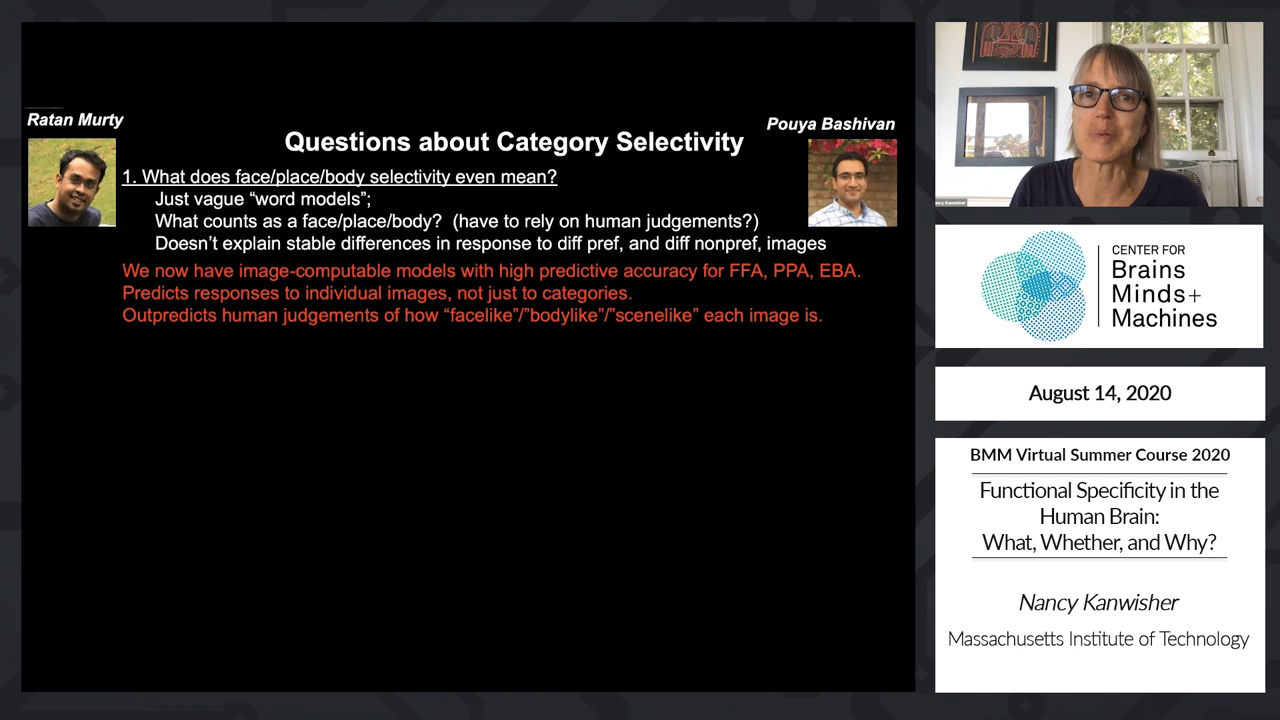 Ratan Murty
Pouya Bashivan
Questions about Category Selectivity
1. What does face/place/body selectivity even mean?
Just vague “word models”;
What counts as a face/place/body?  (have to rely on human judgements?)
Doesn’t explain stable differences in response to diff pref, and diff nonpref, images
We now have image-computable models with high predictive accuracy for FFA, PPA, EBA.
Predicts responses to individual images, not just to categories.
Outpredicts human judgements of how “facelike”/”bodylike”/”scenelike” each image is.
Kanwisher
CENTER FOR
Brains
Minds+
Machines
August 14, 2020
BMM Virtual Summer Course 2020
Functional Specificity in the
Human Brain:
What, Whether, and Why?
Nancy Kanwisher
Massachusetts Institute of Technology